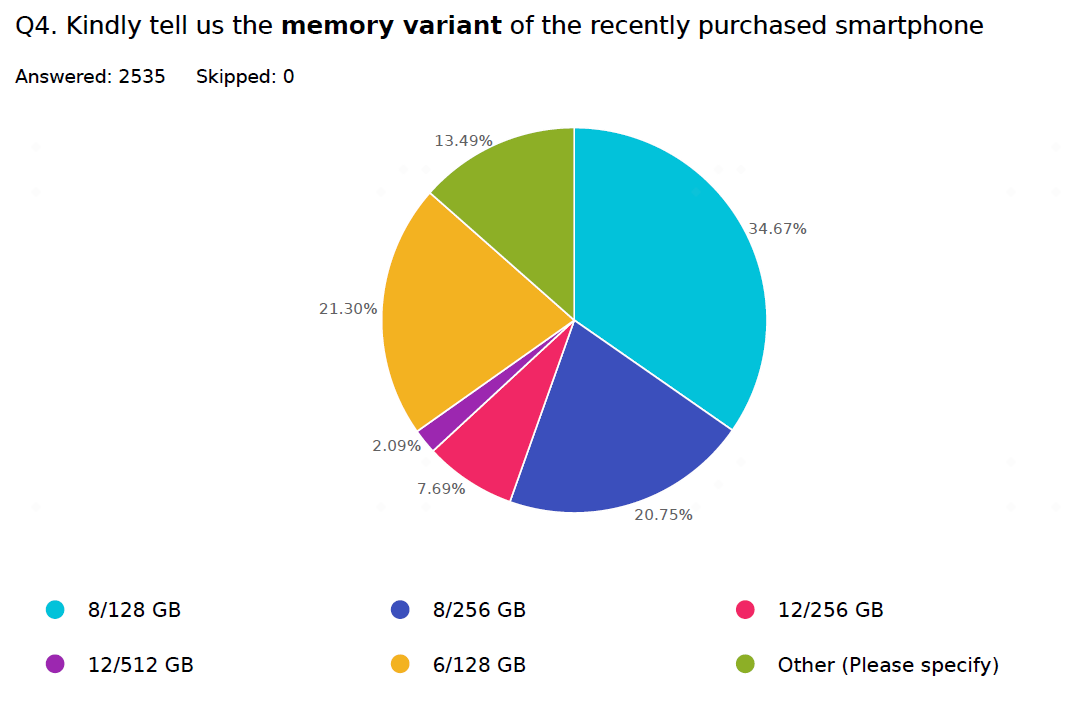 Q4. Kindly tell us the memory variant of the recently purchased smartphone
Answered: 2535 Skipped: 0
13.49%
34.67%
21.30%
2.09%
7.69%
20.75%
8/128 GB
8/256 GB
12/256 GB
12/512 GB
6/128 GB
Other (Please specify)